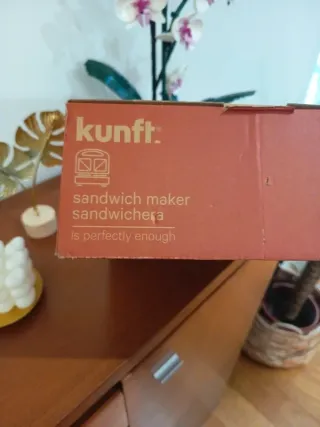 kunft
sandwich maker
sandwichera
is perfectly enough